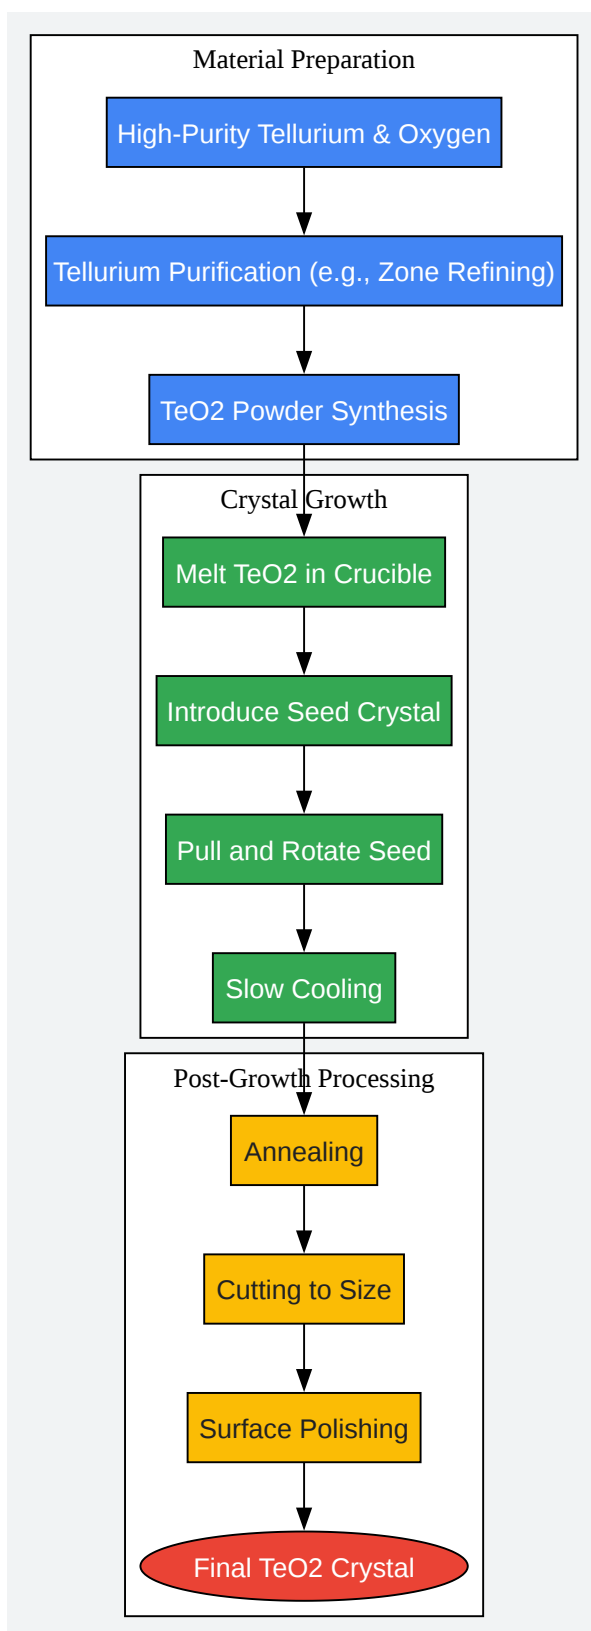 Material Preparation
High-Purity Tellurium & Oxygen
Tellurium Purification (e.g., Zone Refining)
TeO2 Powder Synthesis
Crystal Growth
Melt TeO2 in Crucible
Introduce Seed Crystal
Pull and Rotate Seed
Slow Cooling
Post-Growth Processing
Annealing
Cutting to Size
Surface Polishing
Final TeO2 Crystal